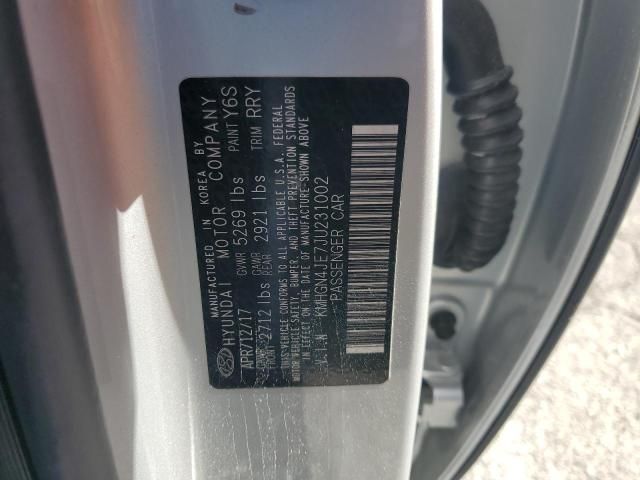 MANUFACTURED IN KOREA BY
HYUNDAI MOTOR COMPANY
APR/12/17 GVWR 5269 lbs PAINT Y6S
GAWR FRONT 2712 lbs GAWR REAR 2921 lbs TRIM RRY
THIS VEHICLE CONFORMS TO ALL APPLICABLE U.S.A. FEDERAL
MOTOR VEHICLE SAFETY, BUMPER, AND THEFT PREVENTION STANDARDS
IN EFFECT ON THE DATE OF MANUFACTURE SHOWN ABOVE.
V.I.N KMHGN4JE7JU231002
PASSENGER CAR